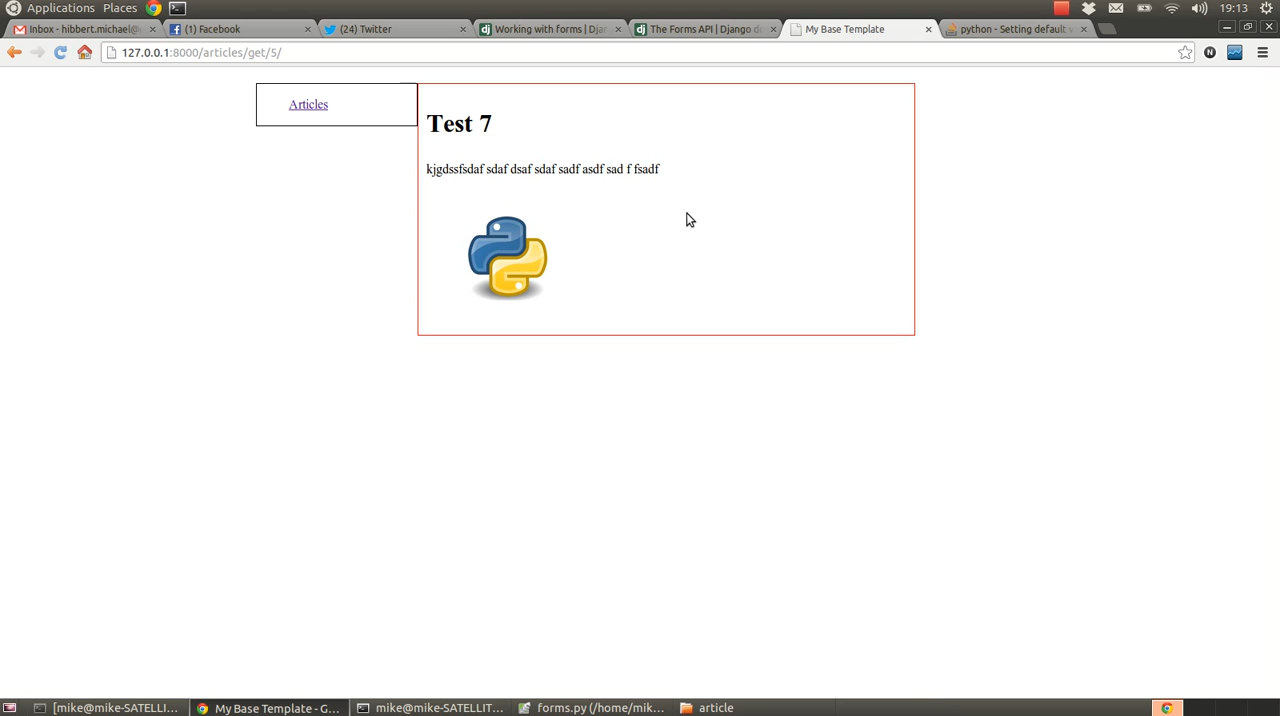 Applications Places 19:13
Inbox - hibbert.michael@ (1) Facebook (24) Twitter Working with forms | Djan The Forms API | Django do My Base Template python - Setting default v
127.0.0.1:8000/articles/get/5/
Articles
Test 7
kjgdssfsdaf sdaf dsaf sdaf sadf asdf sad f fsadf
[mike@mike-SATELLI... My Base Template - G... mike@mike-SATELLIT... forms.py (/home/mik... article